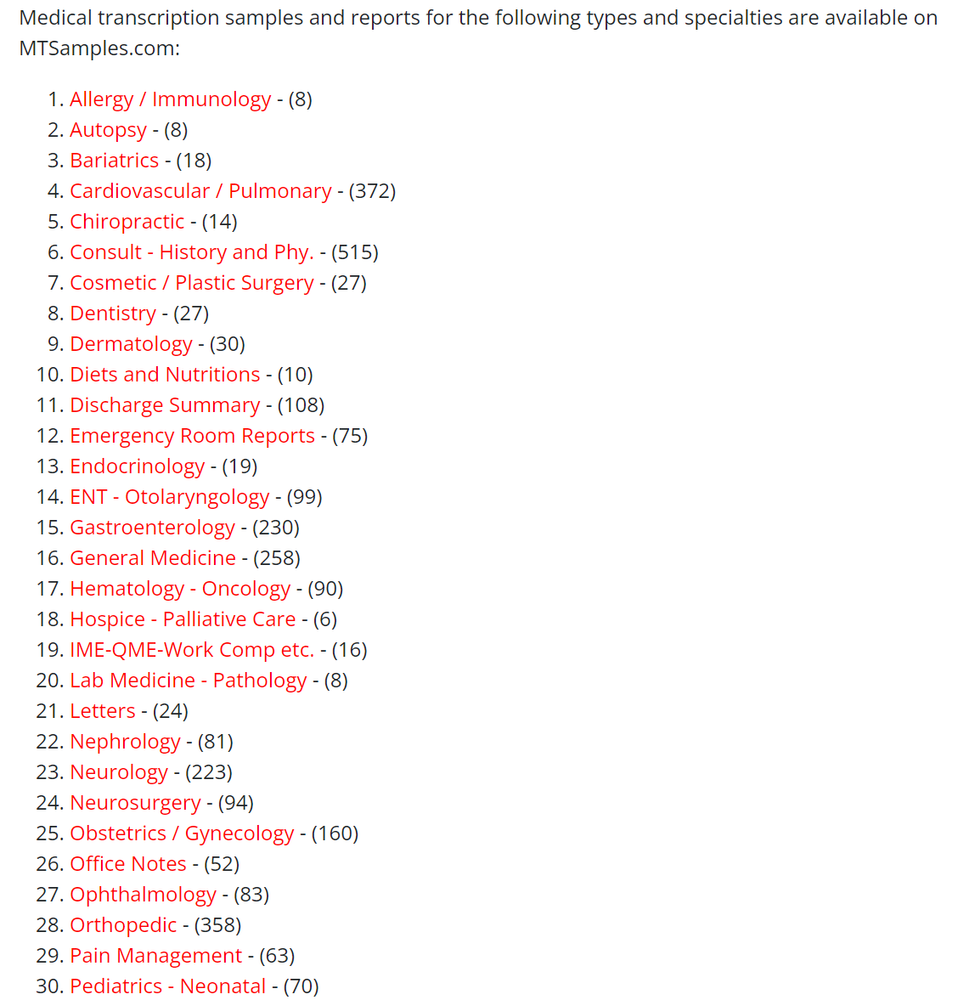 Medical transcription samples and reports for the following types and specialties are available on
MTSamples.com:
1. Allergy / Immunology - (8)
2. Autopsy - (8)
3. Bariatrics - (18)
4. Cardiovascular / Pulmonary - (372)
5. Chiropractic - (14)
6. Consult - History and Phy. - (515)
7. Cosmetic / Plastic Surgery - (27)
8. Dentistry - (27)
9. Dermatology - (30)
10. Diets and Nutritions - (10)
11. Discharge Summary - (108)
12. Emergency Room Reports - (75)
13. Endocrinology - (19)
14. ENT - Otolaryngology - (99)
15. Gastroenterology - (230)
16. General Medicine - (258)
17. Hematology - Oncology - (90)
18. Hospice - Palliative Care - (6)
19. IME-QME-Work Comp etc. - (16)
20. Lab Medicine - Pathology - (8)
21. Letters - (24)
22. Nephrology - (81)
23. Neurology - (223)
24. Neurosurgery - (94)
25. Obstetrics / Gynecology - (160)
26. Office Notes - (52)
27. Ophthalmology - (83)
28. Orthopedic - (358)
29. Pain Management - (63)
30. Pediatrics - Neonatal - (70)